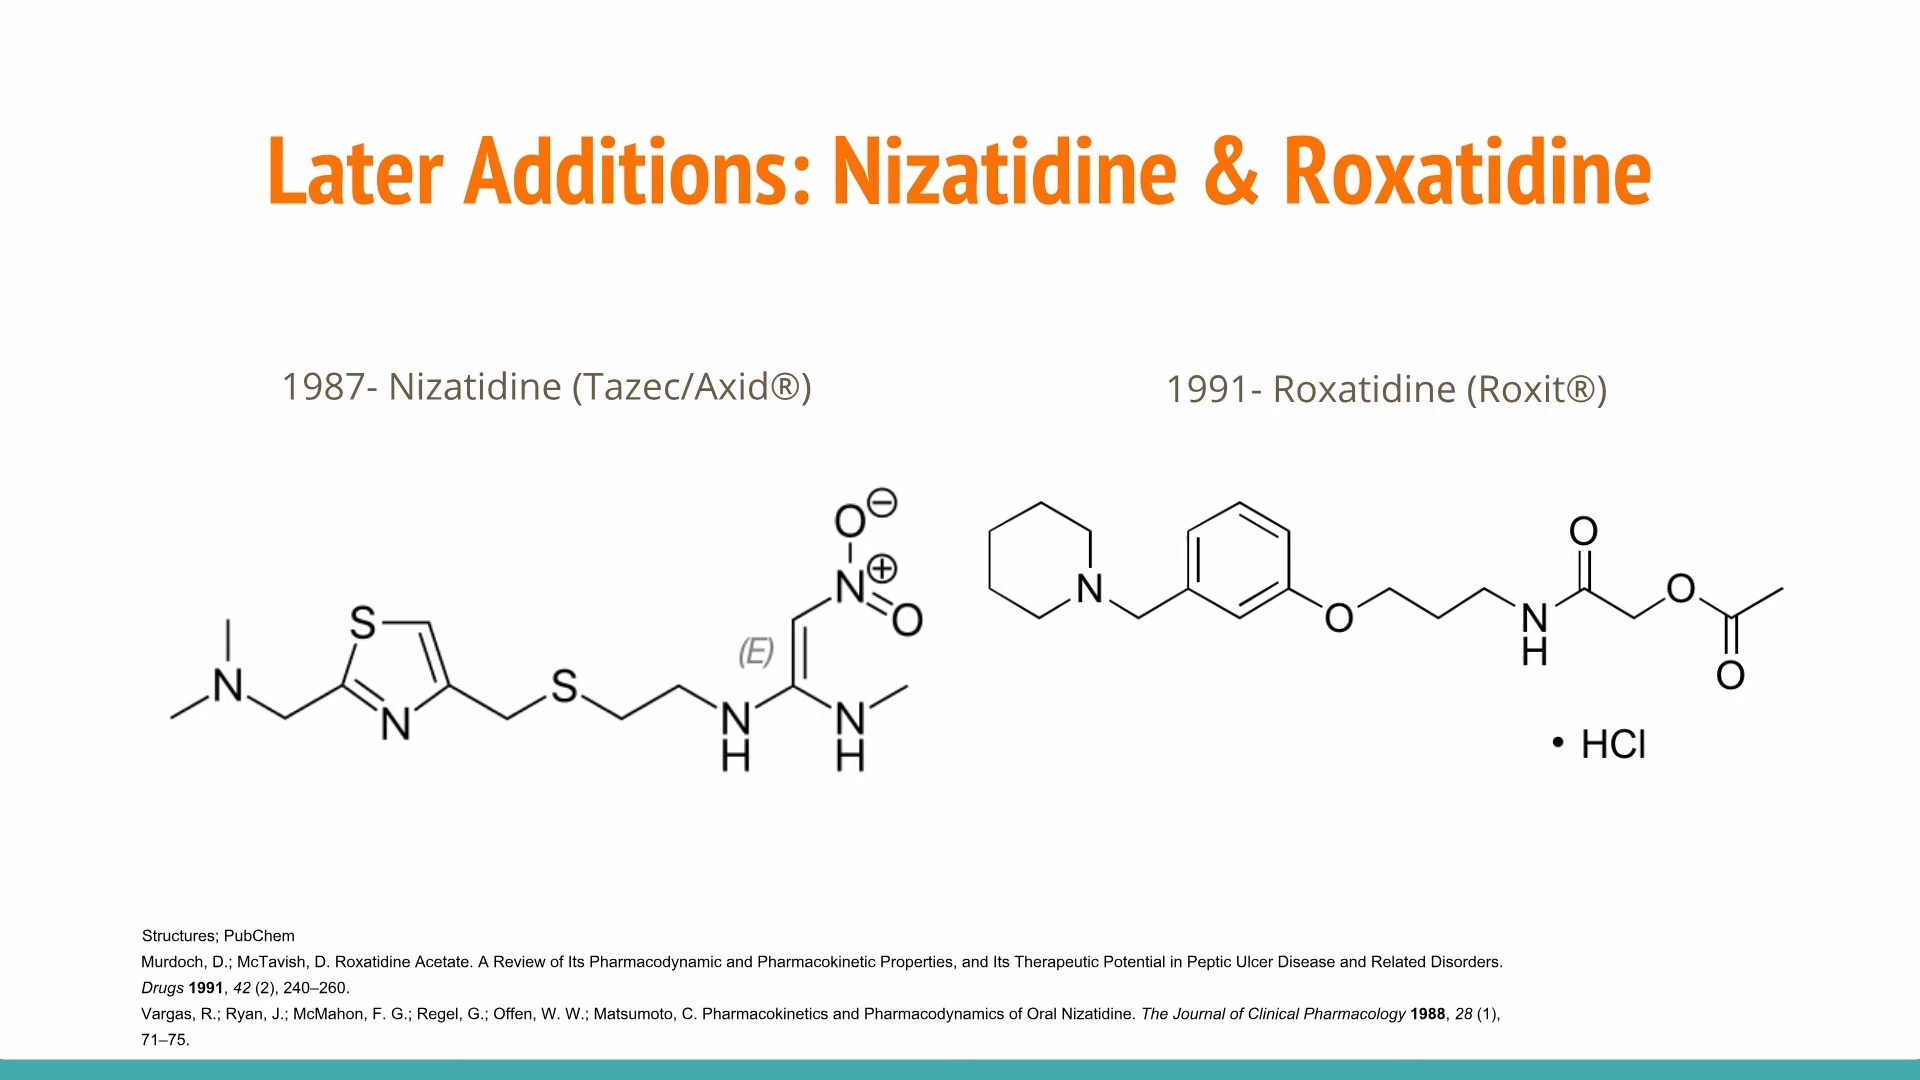 Later Additions: Nizatidine & Roxatidine
1987- Nizatidine (Tazec/Axid®)
1991- Roxatidine (Roxit®)
O⊖
N⊕
O
(E)
S
N
N
S
N
H
N
H
N
O
N
H
O
O
O
• HCl
Structures; PubChem
Murdoch, D.; McTavish, D. Roxatidine Acetate. A Review of Its Pharmacodynamic and Pharmacokinetic Properties, and Its Therapeutic Potential in Peptic Ulcer Disease and Related Disorders.
Drugs 1991, 42 (2), 240–260.
Vargas, R.; Ryan, J.; McMahon, F. G.; Regel, G.; Offen, W. W.; Matsumoto, C. Pharmacokinetics and Pharmacodynamics of Oral Nizatidine. The Journal of Clinical Pharmacology 1988, 28 (1),
71–75.